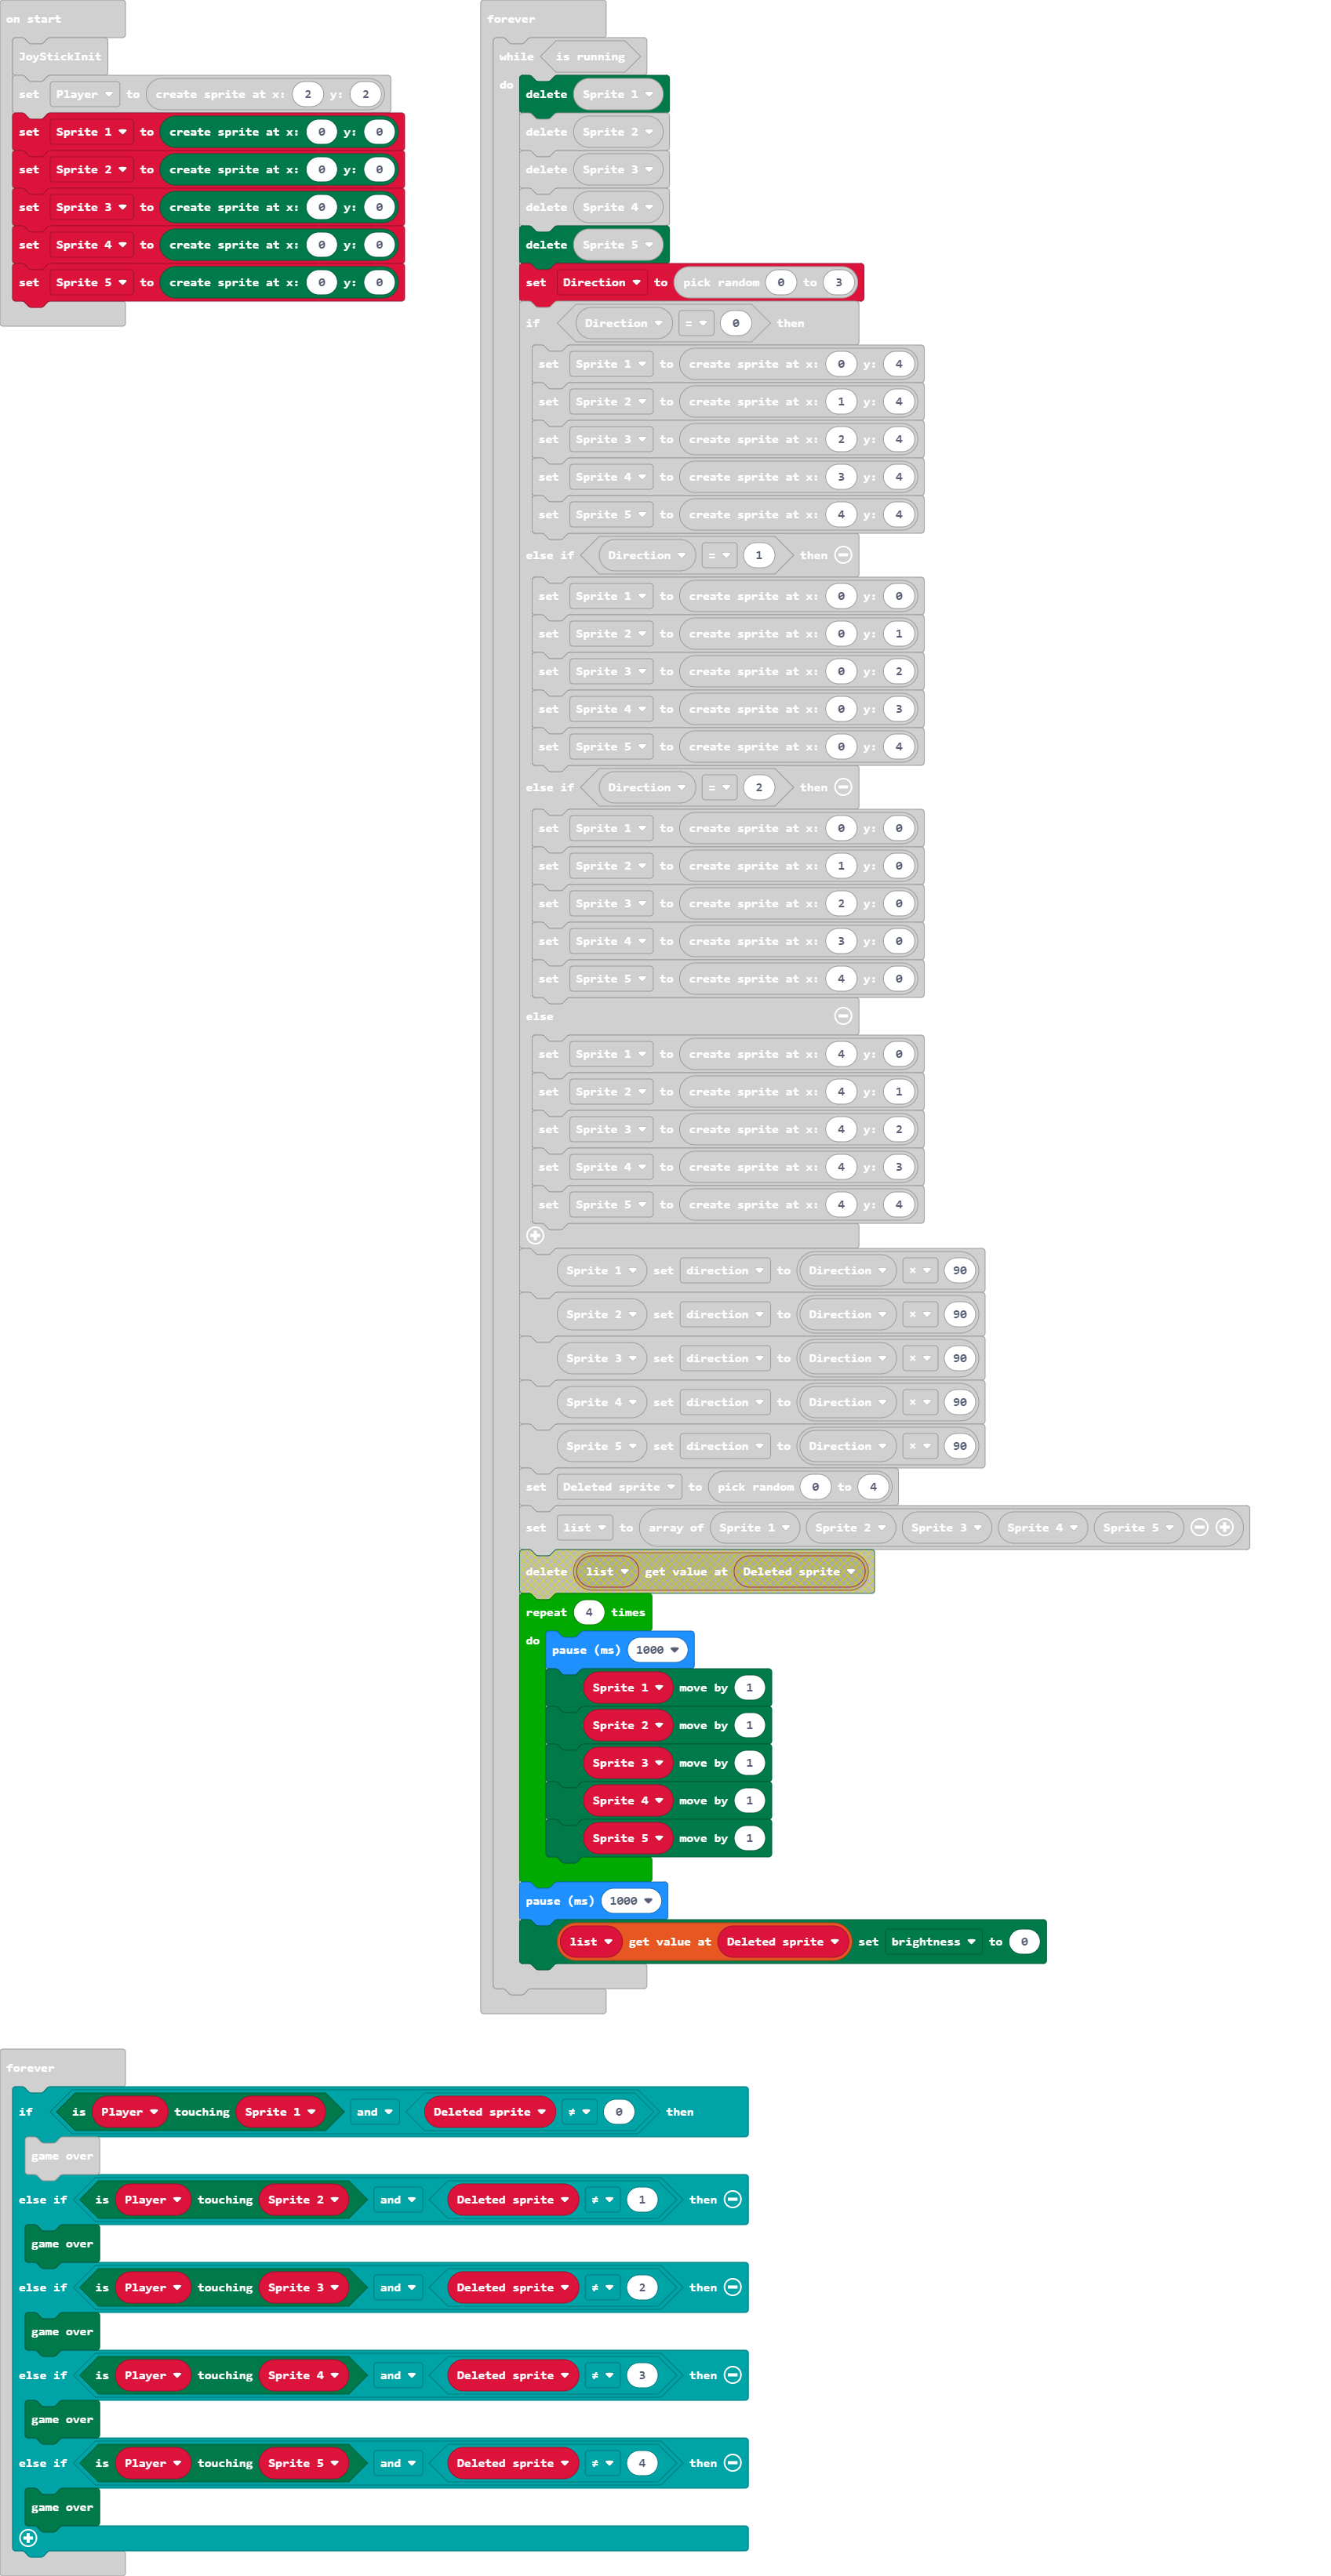 on start
JoyStickInit
set Player to create sprite at x: 2 y: 2
set Sprite 1 to create sprite at x: 0 y: 0
set Sprite 2 to create sprite at x: 0 y: 0
set Sprite 3 to create sprite at x: 0 y: 0
set Sprite 4 to create sprite at x: 0 y: 0
set Sprite 5 to create sprite at x: 0 y: 0
forever
while is running
do
delete Sprite 1
delete Sprite 2
delete Sprite 3
delete Sprite 4
delete Sprite 5
set Direction to pick random 0 to 3
if Direction = 0 then
set Sprite 1 to create sprite at x: 0 y: 4
set Sprite 2 to create sprite at x: 1 y: 4
set Sprite 3 to create sprite at x: 2 y: 4
set Sprite 4 to create sprite at x: 3 y: 4
set Sprite 5 to create sprite at x: 4 y: 4
else if Direction = 1 then
set Sprite 1 to create sprite at x: 0 y: 0
set Sprite 2 to create sprite at x: 0 y: 1
set Sprite 3 to create sprite at x: 0 y: 2
set Sprite 4 to create sprite at x: 0 y: 3
set Sprite 5 to create sprite at x: 0 y: 4
else if Direction = 2 then
set Sprite 1 to create sprite at x: 0 y: 0
set Sprite 2 to create sprite at x: 1 y: 0
set Sprite 3 to create sprite at x: 2 y: 0
set Sprite 4 to create sprite at x: 3 y: 0
set Sprite 5 to create sprite at x: 4 y: 0
else
set Sprite 1 to create sprite at x: 4 y: 0
set Sprite 2 to create sprite at x: 4 y: 1
set Sprite 3 to create sprite at x: 4 y: 2
set Sprite 4 to create sprite at x: 4 y: 3
set Sprite 5 to create sprite at x: 4 y: 4
Sprite 1 set direction to Direction × 90
Sprite 2 set direction to Direction × 90
Sprite 3 set direction to Direction × 90
Sprite 4 set direction to Direction × 90
Sprite 5 set direction to Direction × 90
set Deleted sprite to pick random 0 to 4
set list to array of Sprite 1 Sprite 2 Sprite 3 Sprite 4 Sprite 5
delete list get value at Deleted sprite
repeat 4 times
do
pause (ms) 1000
Sprite 1 move by 1
Sprite 2 move by 1
Sprite 3 move by 1
Sprite 4 move by 1
Sprite 5 move by 1
pause (ms) 1000
list get value at Deleted sprite set brightness to 0
forever
if is Player touching Sprite 1 and Deleted sprite ≠ 0 then
game over
else if is Player touching Sprite 2 and Deleted sprite ≠ 1 then
game over
else if is Player touching Sprite 3 and Deleted sprite ≠ 2 then
game over
else if is Player touching Sprite 4 and Deleted sprite ≠ 3 then
game over
else if is Player touching Sprite 5 and Deleted sprite ≠ 4 then
game over